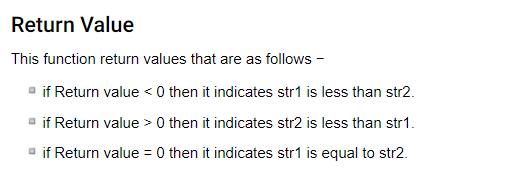 Return Value
This function return values that are as follows −
if Return value < 0 then it indicates str1 is less than str2.
if Return value > 0 then it indicates str2 is less than str1.
if Return value = 0 then it indicates str1 is equal to str2.